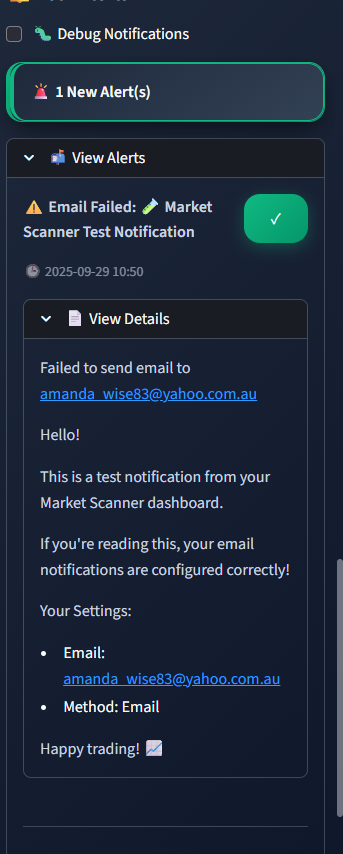 Debug Notifications
1 New Alert(s)
View Alerts
Email Failed: Market
Scanner Test Notification
✓
2025-09-29 10:50
View Details
Failed to send email to
amanda_wise83@yahoo.com.au
Hello!
This is a test notification from your
Market Scanner dashboard.
If you're reading this, your email
notifications are configured correctly!
Your Settings:
• Email:
amanda_wise83@yahoo.com.au
• Method: Email
Happy trading!